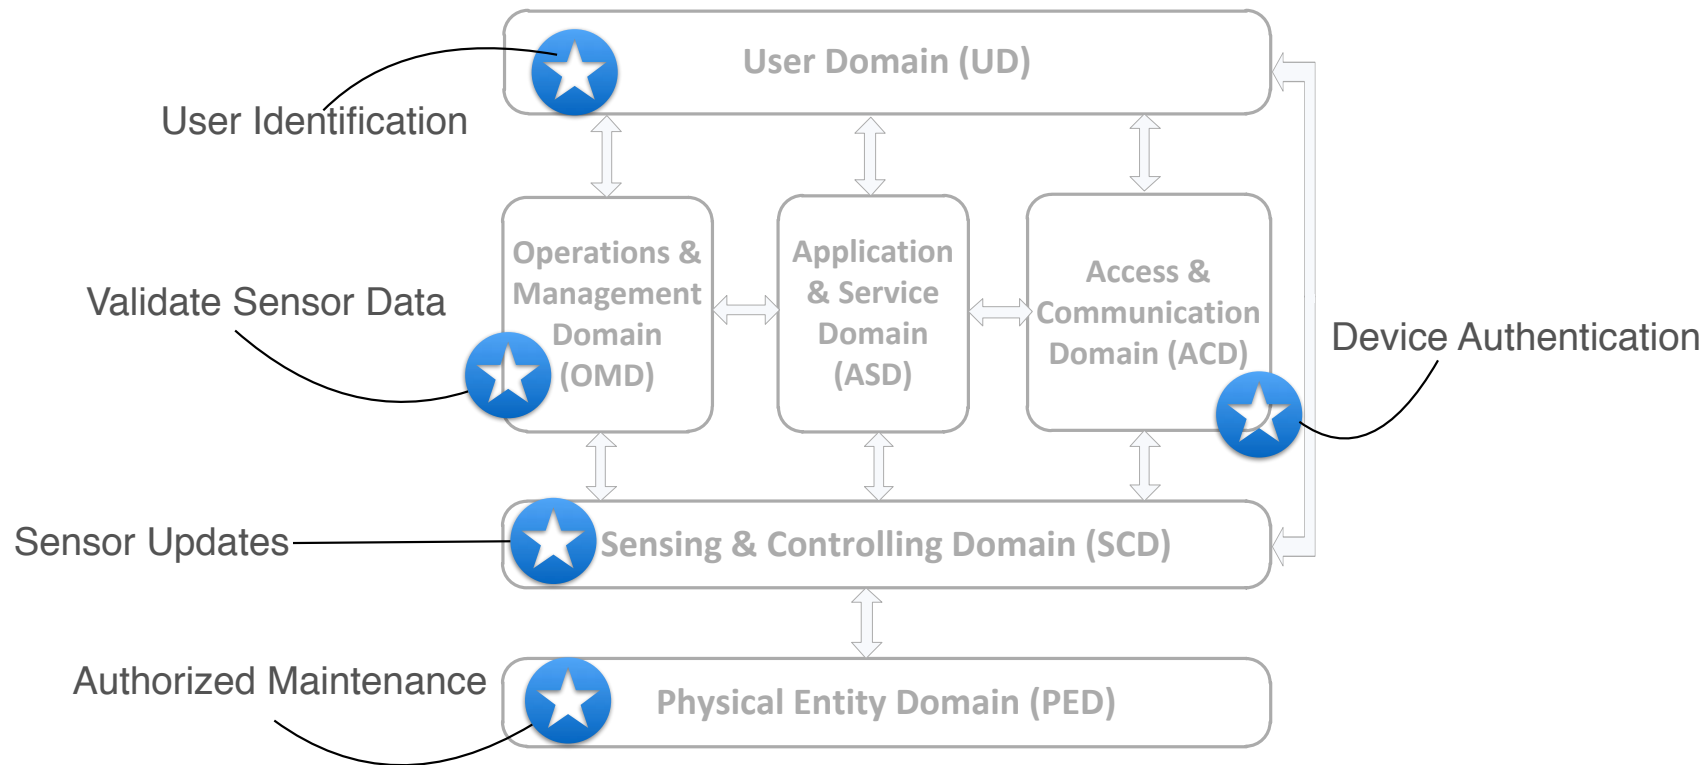 User Domain (UD)
User Identification
Operations &
Management
Domain
(OMD)
Application
& Service
Domain
(ASD)
Access &
Communication
Domain (ACD)
Validate Sensor Data
Device Authentication
Sensor Updates
Sensing & Controlling Domain (SCD)
Authorized Maintenance
Physical Entity Domain (PED)